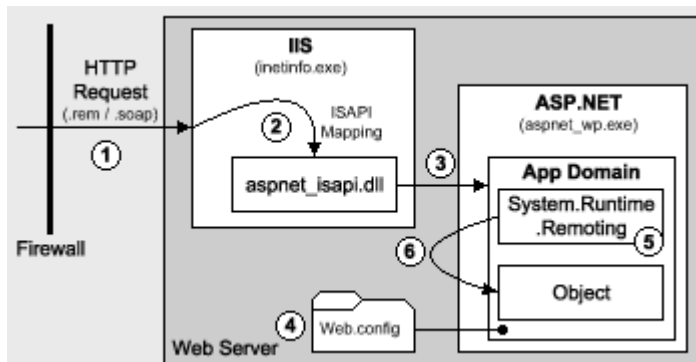 HTTP
Request
(.rem / .soap)
1
Firewall
IIS
(inetinfo.exe)
2
ISAPI
Mapping
aspnet_isapi.dll
3
ASP.NET
(aspnet_wp.exe)
App Domain
System.Runtime
.Remoting
5
6
Object
4
Web.config
Web Server